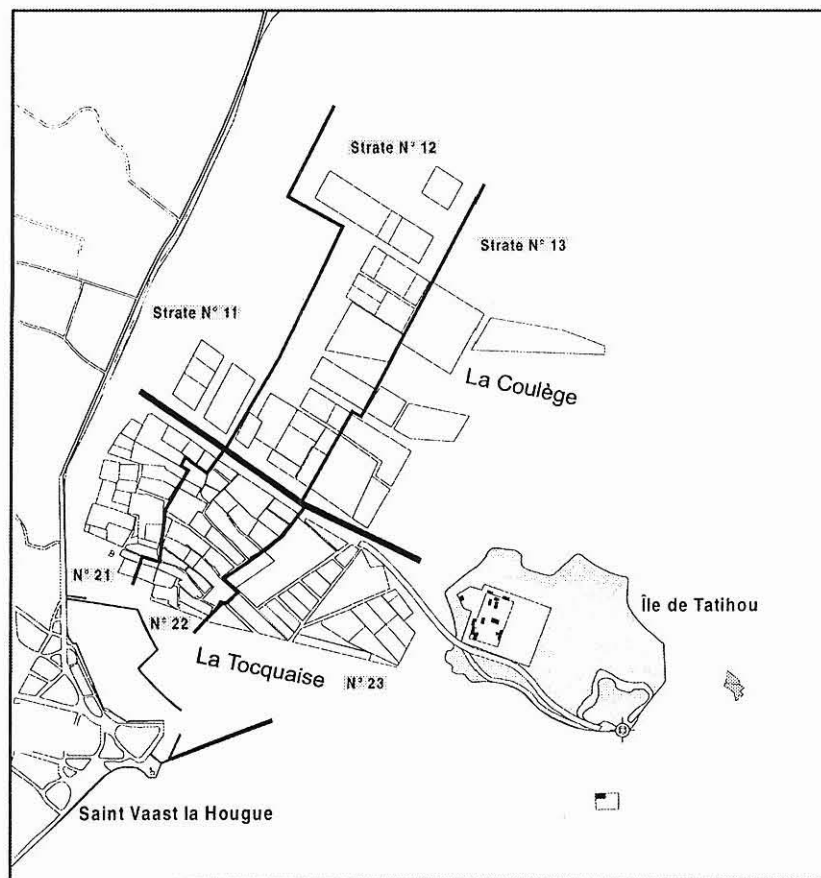 Strate N° 12
Strate N° 13
Strate N° 11
La Coulège
N° 21
Île de Tatihou
N° 22
La Tocquaise
N° 23
Saint Vaast la Hougue